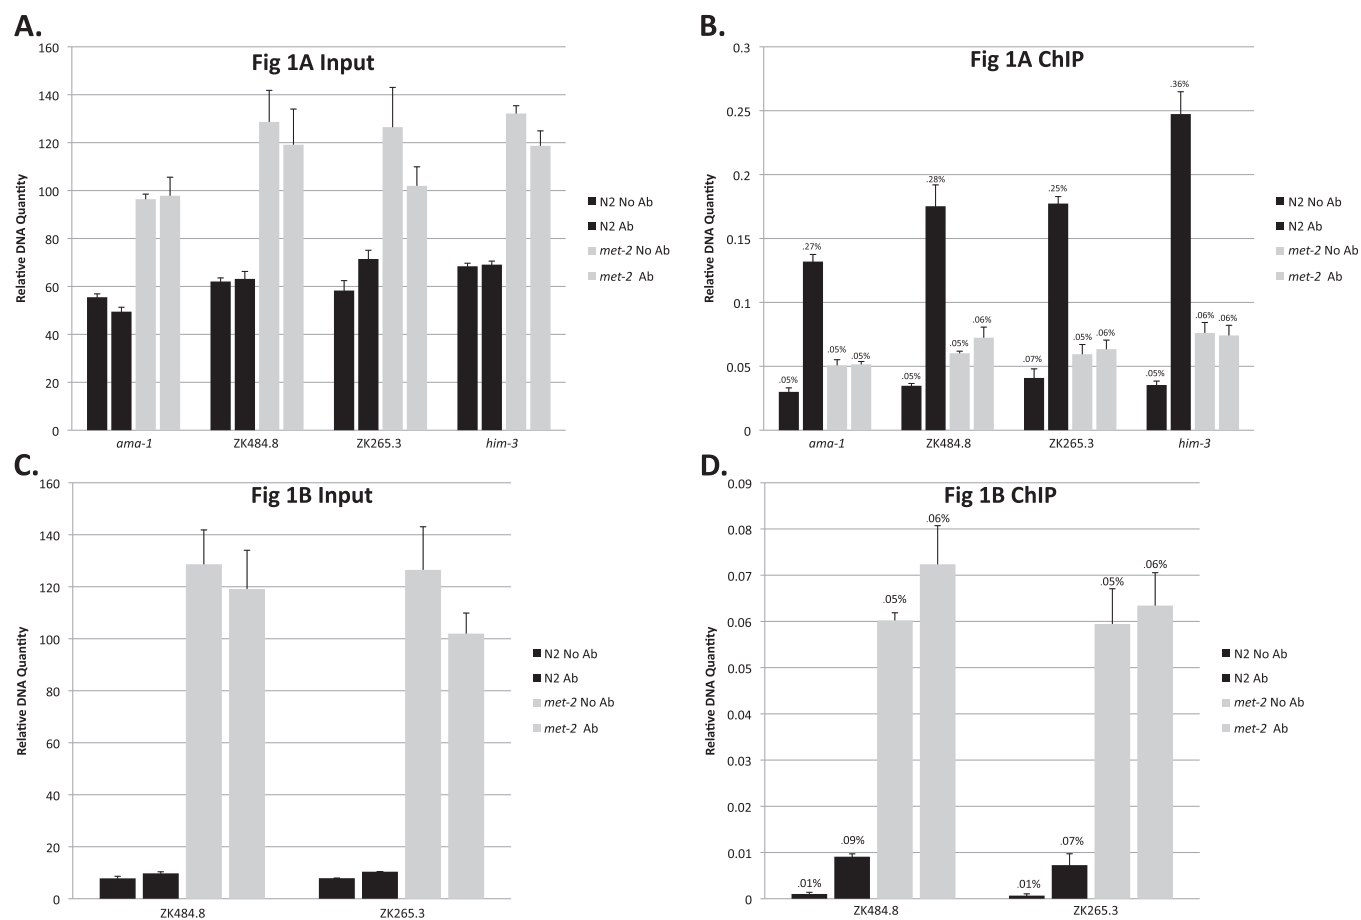 A.
Fig 1A Input
160
140
120
100
80
60
40
20
0
Relative DNA Quantity
ama-1
ZK484.8
ZK265.3
him-3
N2 No Ab
N2 Ab
met-2 No Ab
met-2 Ab
B.
Fig 1A ChIP
0.3
0.25
0.2
0.15
0.1
0.05
0
Relative DNA Quantity
.05%
.27%
.05%
.05%
.05%
.28%
.05%
.06%
.07%
.25%
.05%
.06%
.05%
.36%
.06%
.06%
ama-1
ZK484.8
ZK265.3
him-3
N2 No Ab
N2 Ab
met-2 No Ab
met-2 Ab
C.
Fig 1B Input
160
140
120
100
80
60
40
20
0
Relative DNA Quantity
ZK484.8
ZK265.3
N2 No Ab
N2 Ab
met-2 No Ab
met-2 Ab
D.
Fig 1B ChIP
0.09
0.08
0.07
0.06
0.05
0.04
0.03
0.02
0.01
0
Relative DNA Quantity
.01%
.09%
.05%
.06%
.01%
.07%
.05%
.06%
ZK484.8
ZK265.3
N2 No Ab
N2 Ab
met-2 No Ab
met-2 Ab